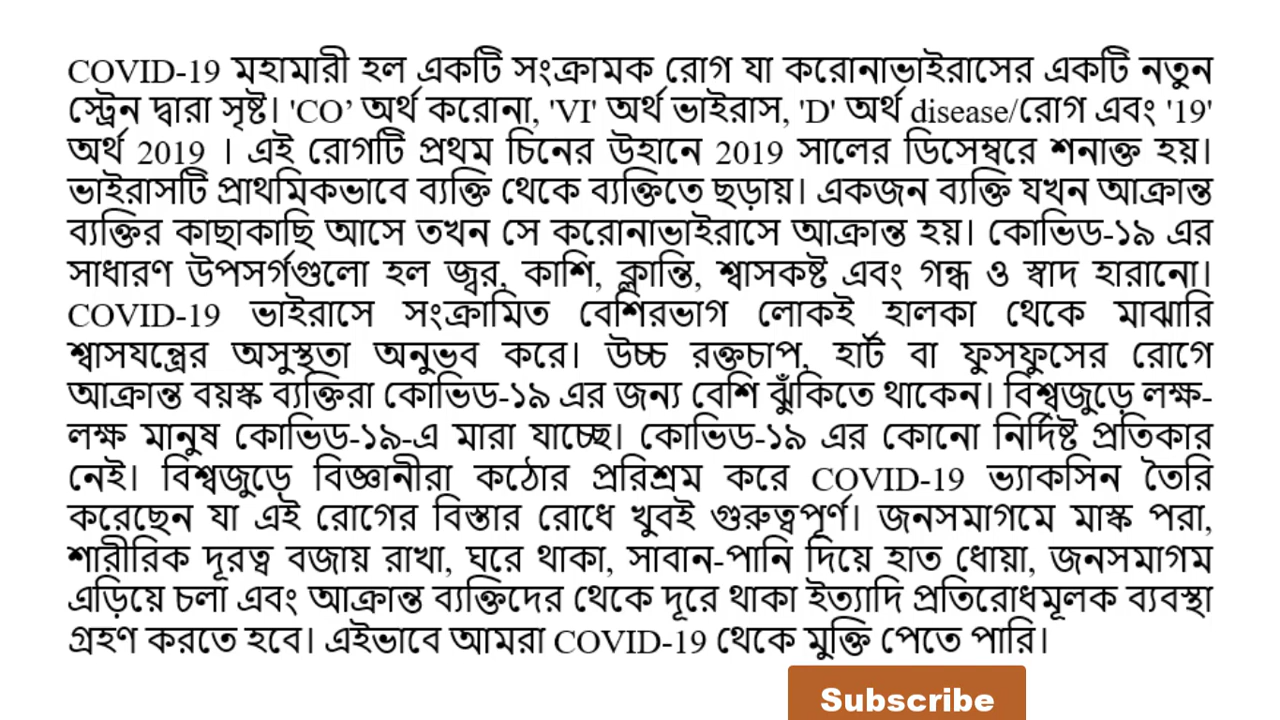 COVID-19 মহামারী হল একটি সংক্রামক রোগ যা করোনাভাইরাসের একটি নতুন
স্ট্রেন দ্বারা সৃষ্ট। 'CO’ অর্থ করোনা, 'VI' অর্থ ভাইরাস, 'D' অর্থ disease/রোগ এবং '19'
অর্থ 2019 । এই রোগটি প্রথম চিনের উহানে 2019 সালের ডিসেম্বরে শনাক্ত হয়।
ভাইরাসটি প্রাথমিকভাবে ব্যক্তি থেকে ব্যক্তিতে ছড়ায়। একজন ব্যক্তি যখন আক্রান্ত
ব্যক্তির কাছাকাছি আসে তখন সে করোনাভাইরাসে আক্রান্ত হয়। কোভিড-১৯ এর
সাধারণ উপসর্গগুলো হল জ্বর, কাশি, ক্লান্তি, শ্বাসকষ্ট এবং গন্ধ ও স্বাদ হারানো।
COVID-19 ভাইরাসে সংক্রামিত বেশিরভাগ লোকই হালকা থেকে মাঝারি
শ্বাসযন্ত্রের অসুস্থতা অনুভব করে। উচ্চ রক্তচাপ, হার্ট বা ফুসফুসের রোগে
আক্রান্ত বয়স্ক ব্যক্তিরা কোভিড-১৯ এর জন্য বেশি ঝুঁকিতে থাকেন। বিশ্বজুড়ে লক্ষ-
লক্ষ মানুষ কোভিড-১৯-এ মারা যাচ্ছে। কোভিড-১৯ এর কোনো নির্দিষ্ট প্রতিকার
নেই। বিশ্বজুড়ে বিজ্ঞানীরা কঠোর প্ররিশ্রম করে COVID-19 ভ্যাকসিন তৈরি
করেছেন যা এই রোগের বিস্তার রোধে খুবই গুরুত্বপূর্ণ। জনসমাগমে মাস্ক পরা,
শারীরিক দূরত্ব বজায় রাখা, ঘরে থাকা, সাবান-পানি দিয়ে হাত ধোয়া, জনসমাগম
এড়িয়ে চলা এবং আক্রান্ত ব্যক্তিদের থেকে দূরে থাকা ইত্যাদি প্রতিরোধমূলক ব্যবস্থা
গ্রহণ করতে হবে। এইভাবে আমরা COVID-19 থেকে মুক্তি পেতে পারি।
Subscribe